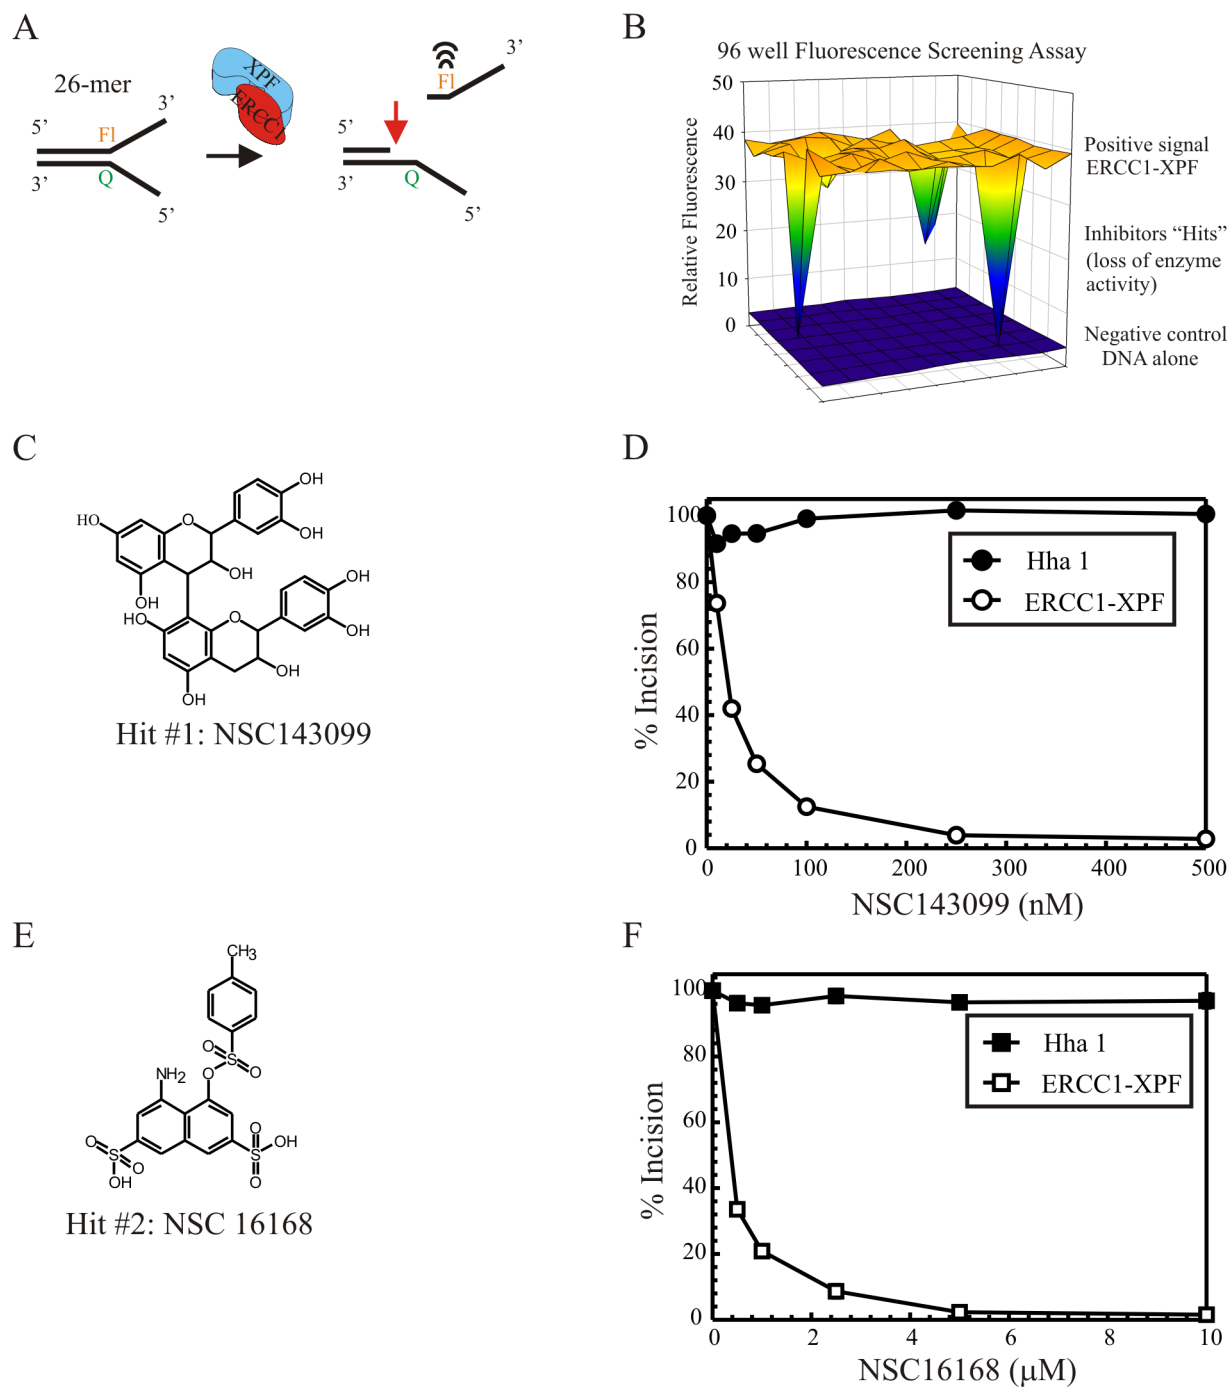 A
26-mer
5’
3’
Fl
Q
3’
5’
XPF
ERCC1
Fl
3’
5’
3’
Q
5’
B
96 well Fluorescence Screening Assay
Relative Fluorescence
50
40
30
20
10
0
Positive signal
ERCC1-XPF
Inhibitors “Hits”
(loss of enzyme
activity)
Negative control
DNA alone
C
OH
OH
O
HO
OH
OH
OH
OH
HO
O
OH
OH
Hit #1: NSC143099
D
% Incision
100
80
60
40
20
0
Hha 1
ERCC1-XPF
0 100 200 300 400 500
NSC143099 (nM)
E
CH3
O
S
O
O
NH2
O
S
O
OH
O
S
OH
O
Hit #2: NSC 16168
F
% Incision
100
80
60
40
20
0
Hha 1
ERCC1-XPF
0 2 4 6 8 10
NSC16168 (μM)